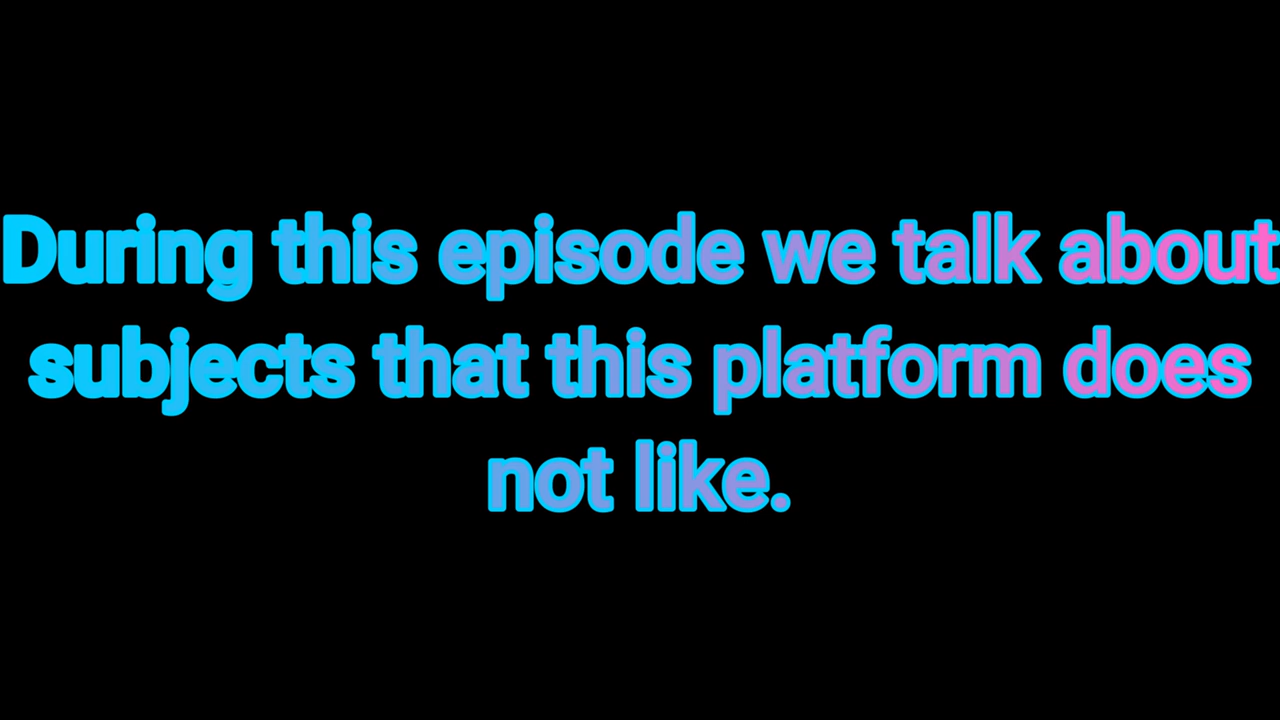 During this episode we talk about
subjects that this platform does
not like.